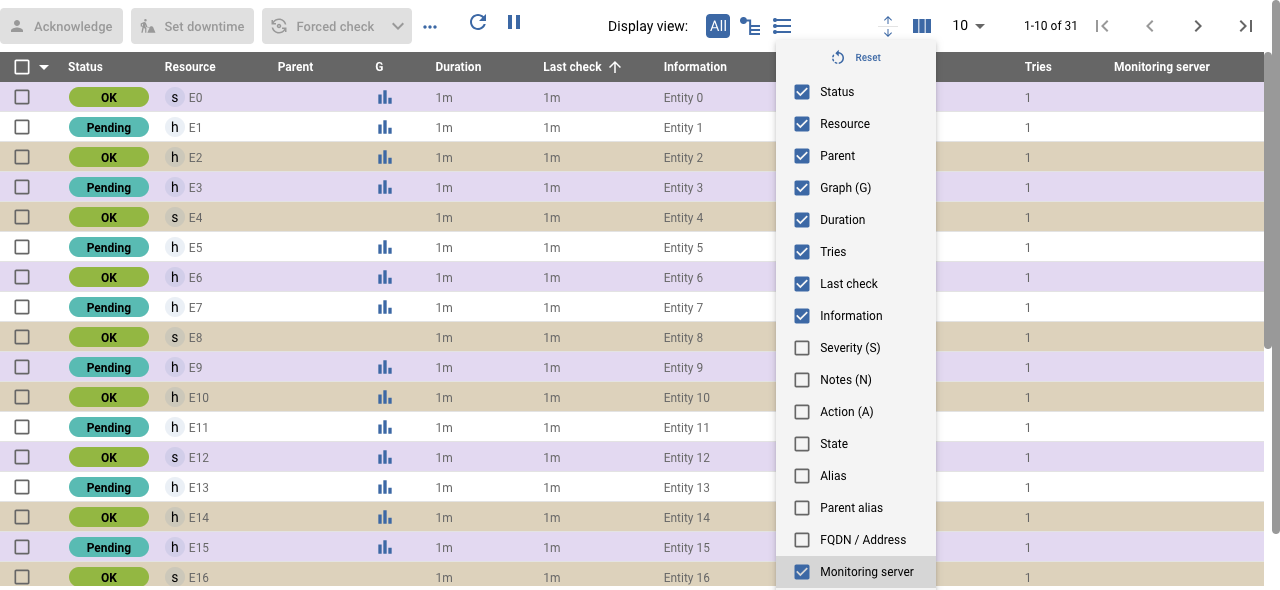 Acknowledge Set downtime Forced check ... Display view: All 10 1-10 of 31
Status Resource Parent G Duration Last check Information Tries Monitoring server
OK s E0 1m 1m Entity 0 1
Pending h E1 1m 1m Entity 1 1
OK h E2 1m 1m Entity 2 1
Pending h E3 1m 1m Entity 3 1
OK s E4 1m 1m Entity 4 1
Pending h E5 1m 1m Entity 5 1
OK h E6 1m 1m Entity 6 1
Pending h E7 1m 1m Entity 7 1
OK s E8 1m 1m Entity 8 1
Pending h E9 1m 1m Entity 9 1
OK h E10 1m 1m Entity 10 1
Pending h E11 1m 1m Entity 11 1
OK s E12 1m 1m Entity 12 1
Pending h E13 1m 1m Entity 13 1
OK h E14 1m 1m Entity 14 1
Pending h E15 1m 1m Entity 15 1
OK s E16 1m 1m Entity 16 1
Reset
Status
Resource
Parent
Graph (G)
Duration
Tries
Last check
Information
Severity (S)
Notes (N)
Action (A)
State
Alias
Parent alias
FQDN / Address
Monitoring server